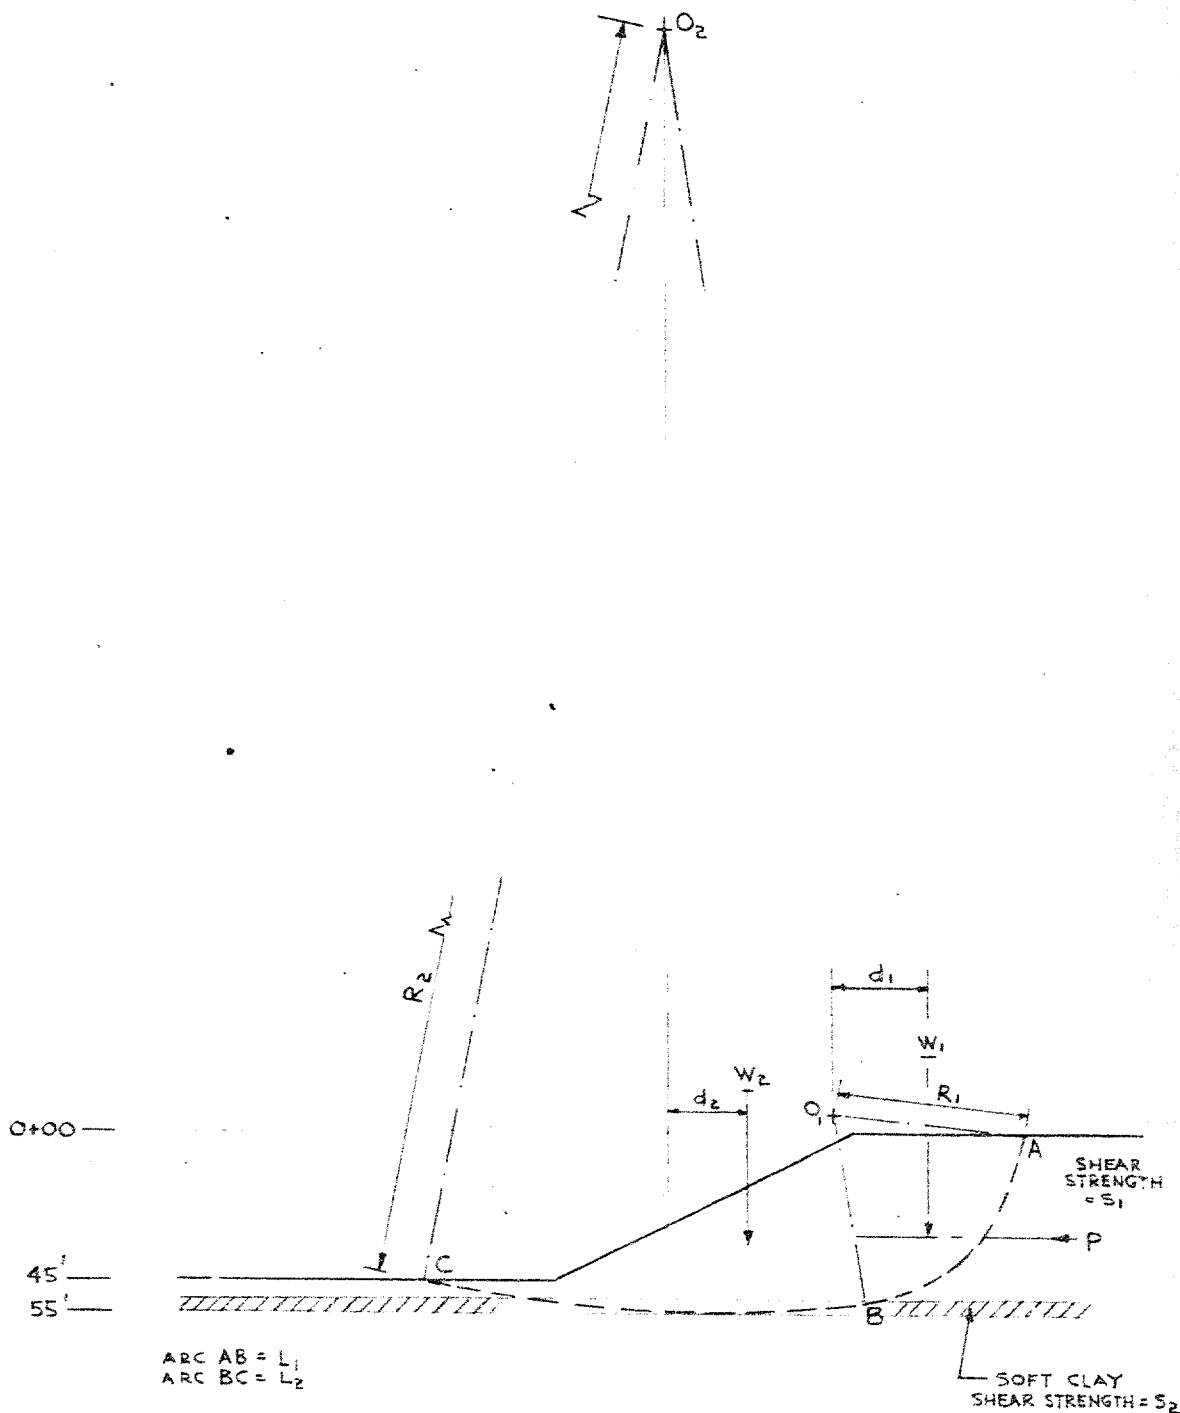 O₂
R₂
d₁
W₁
W₂
R₁
d₂
O₁
0+00
A
SHEAR
STRENGTH
= S₁
P
45'
C
55'
B
ARC AB = L₁
ARC BC = L₂
SOFT CLAY
SHEAR STRENGTH = S₂